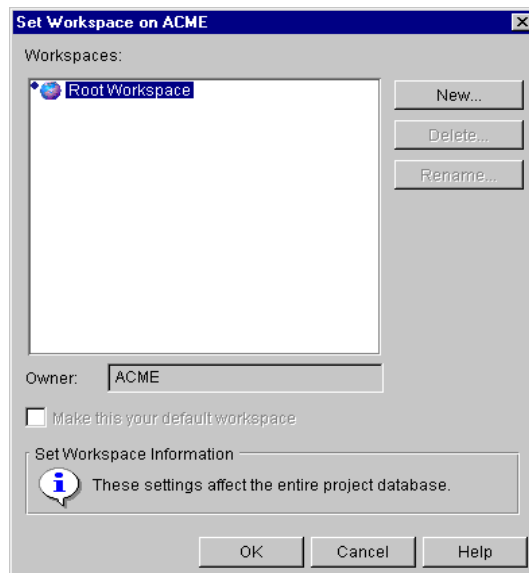 Set Workspace on ACME
Workspaces:
Root Workspace
New...
Delete...
Rename...
Owner: ACME
Make this your default workspace
Set Workspace Information
These settings affect the entire project database.
OK Cancel Help